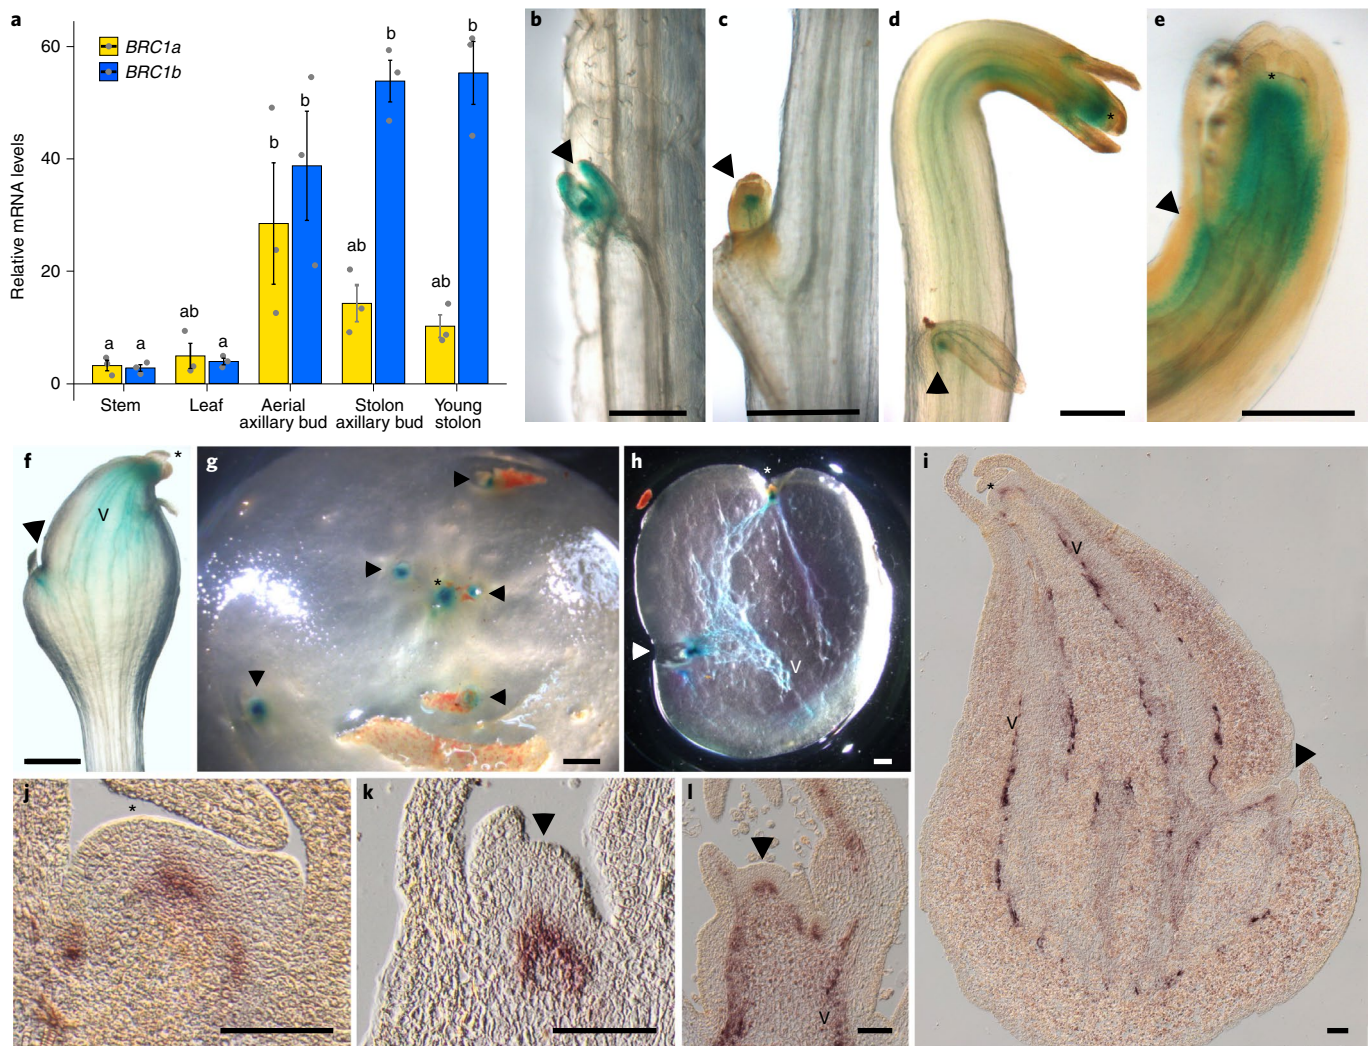 a
BRC1a
BRC1b
Relative mRNA levels
60
40
20
0
a
a
ab
a
b
b
ab
b
ab
b
Stem
Leaf
Aerial
axillary bud
Stolon
axillary bud
Young
stolon
b
c
d
*
e
*
f
*
V
g
*
h
*
V
i
*
V
V
j
*
k
l
V